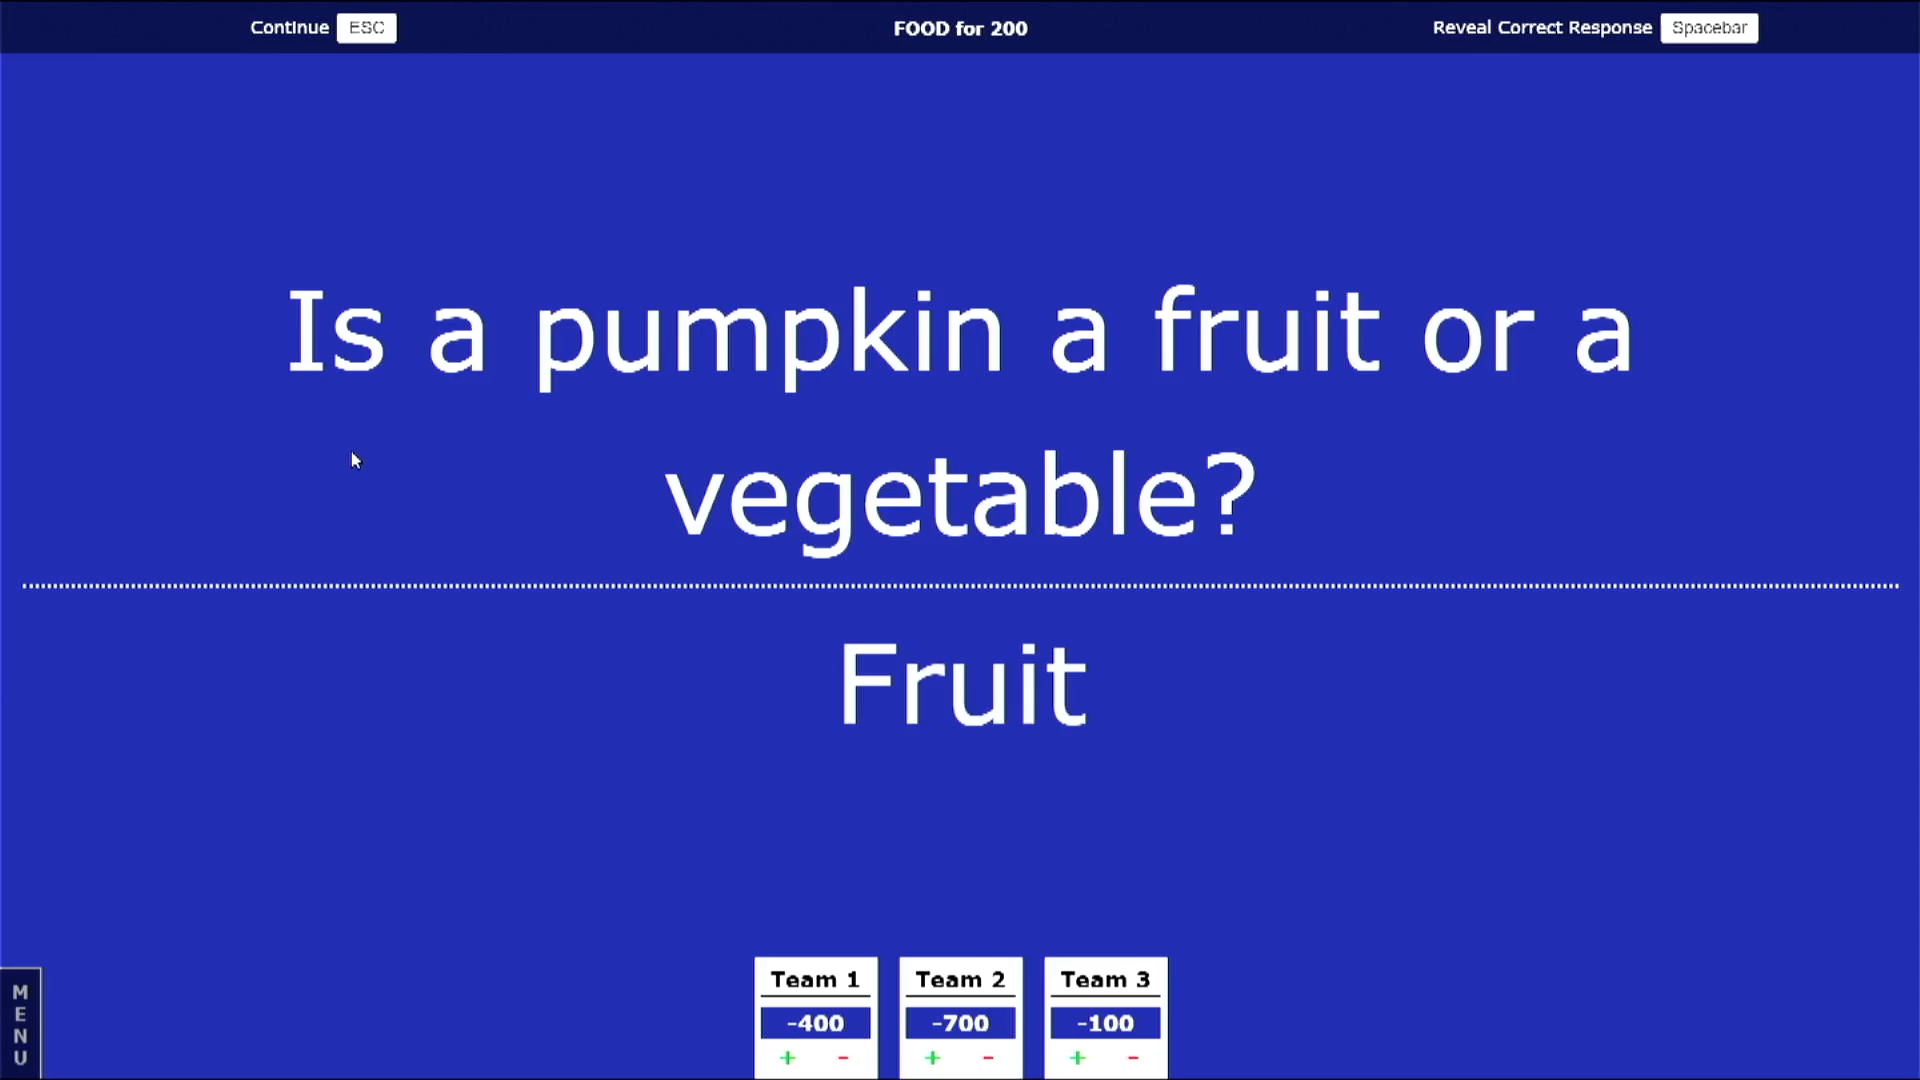 Continue ESC
FOOD for 200
Reveal Correct Response Spacebar
Is a pumpkin a fruit or a
vegetable?
Fruit
MENU
Team 1 Team 2 Team 3
-400 -700 -100
+ - + - + -